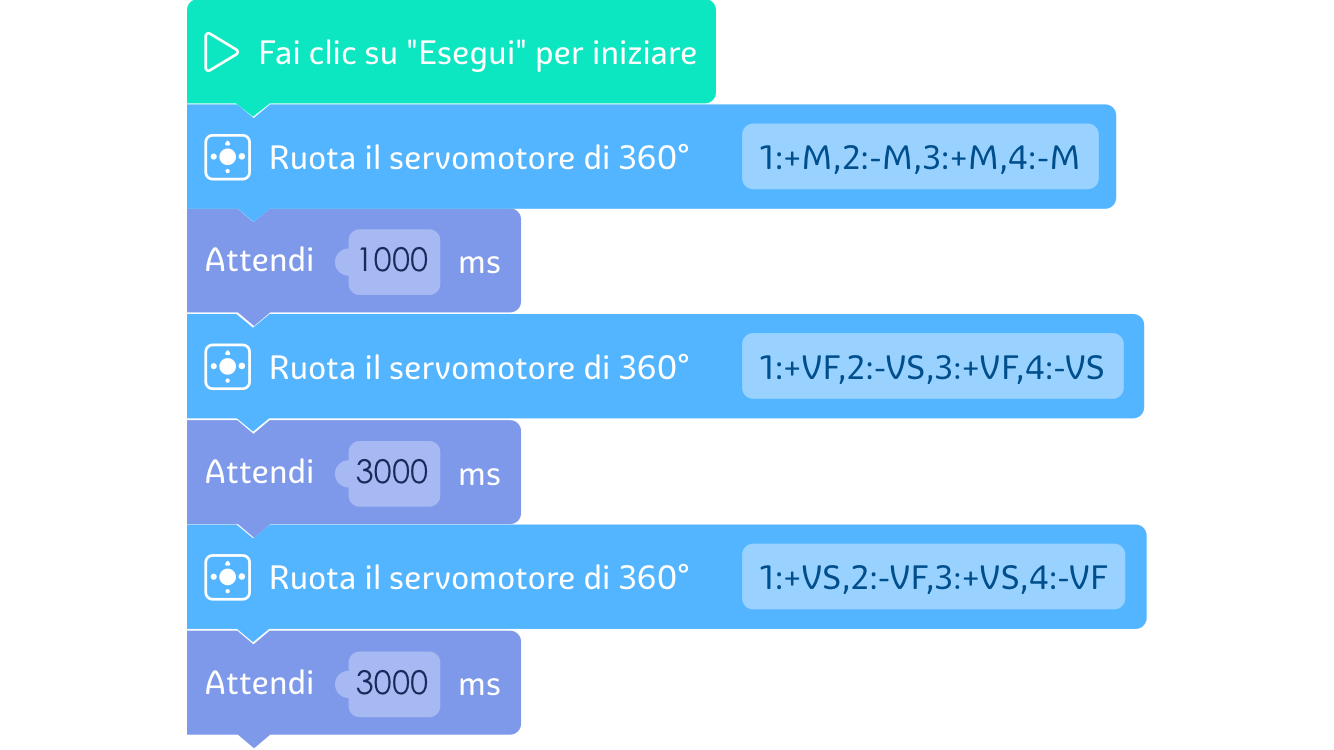 Fai clic su "Esegui" per iniziare
Ruota il servomotore di 360° 1:+M,2:-M,3:+M,4:-M
Attendi 1000 ms
Ruota il servomotore di 360° 1:+VF,2:-VS,3:+VF,4:-VS
Attendi 3000 ms
Ruota il servomotore di 360° 1:+VS,2:-VF,3:+VS,4:-VF
Attendi 3000 ms